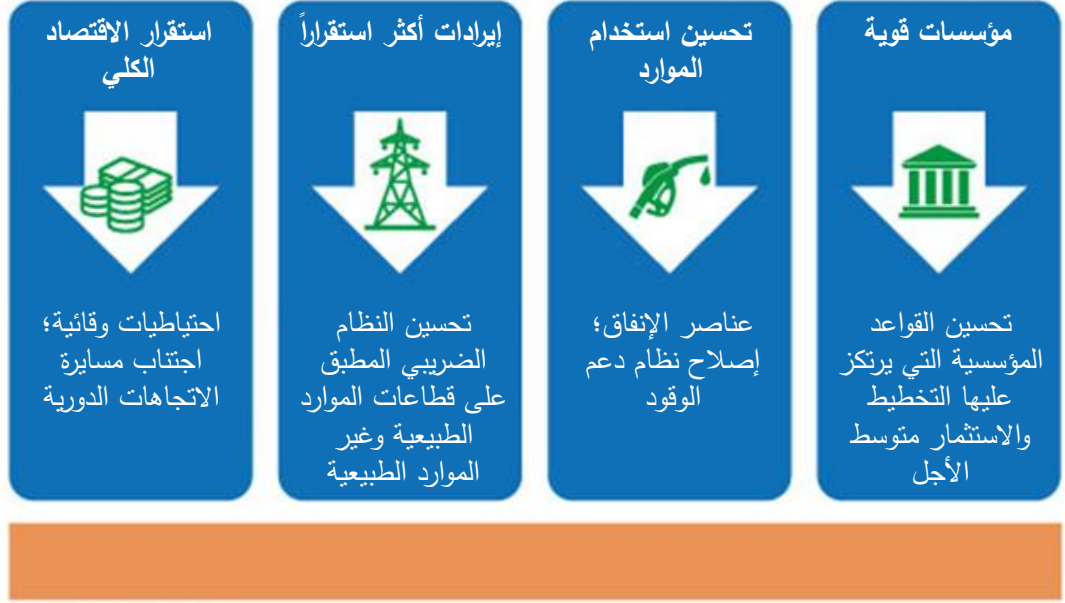 مؤسسات قوية
تحسين القواعد
المؤسسية التي يرتكز
عليها التخطيط
والاستثمار متوسط
الأجل
تحسين استخدام
الموارد
عناصر الإنفاق؛
إصلاح نظام دعم
الوقود
إيرادات أكثر استقراراً
تحسين النظام
الضريبي المطبق
على قطاعات الموارد
الطبيعية وغير
الموارد الطبيعية
استقرار الاقتصاد
الكلي
احتياطيات وقائية؛
اجتناب مسايرة
الاتجاهات الدورية